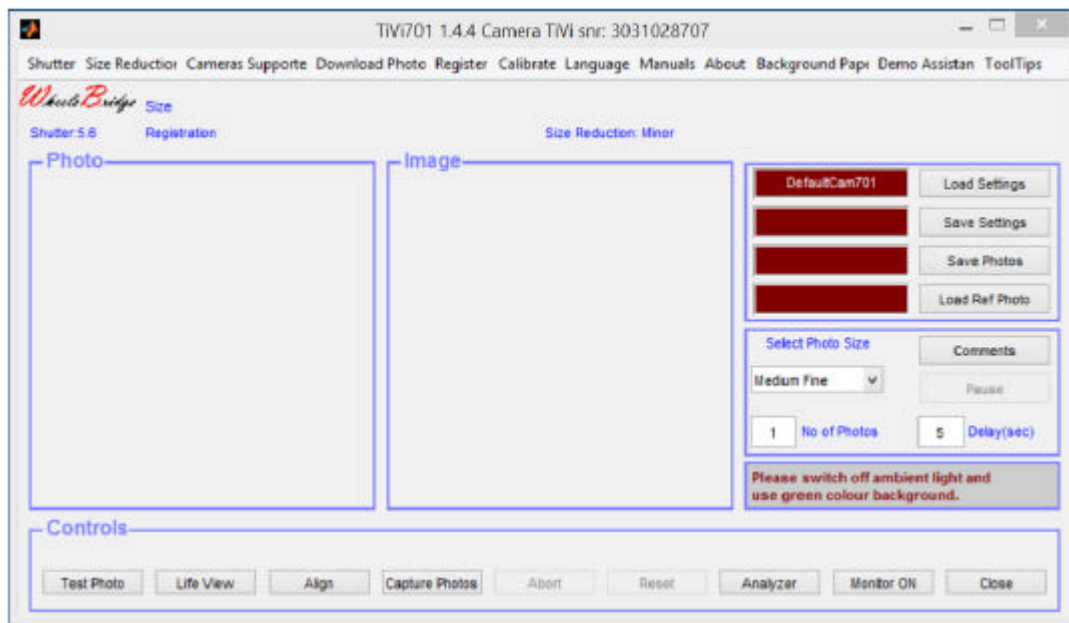 TiVi701 1.4.4 Camera TiVi snr: 3031028707
Shutter Size Reductior Cameras Supporte Download Photo Register Calibrate Language Manuals About Background Pape Demo Assistan ToolTips
WheelsBridge Size
Shutter:5.6 Registration Size Reduction: Minor
Photo Image
DefaultCam701 Load Settings
Save Settings
Save Photos
Load Ref Photo
Select Photo Size Comments
Medium Fine Pause
1 No of Photos 5 Delay(sec)
Please switch off ambient light and
use green colour background.
Controls
Test Photo Life View Align Capture Photos Abort Reset Analyzer Monitor ON Close